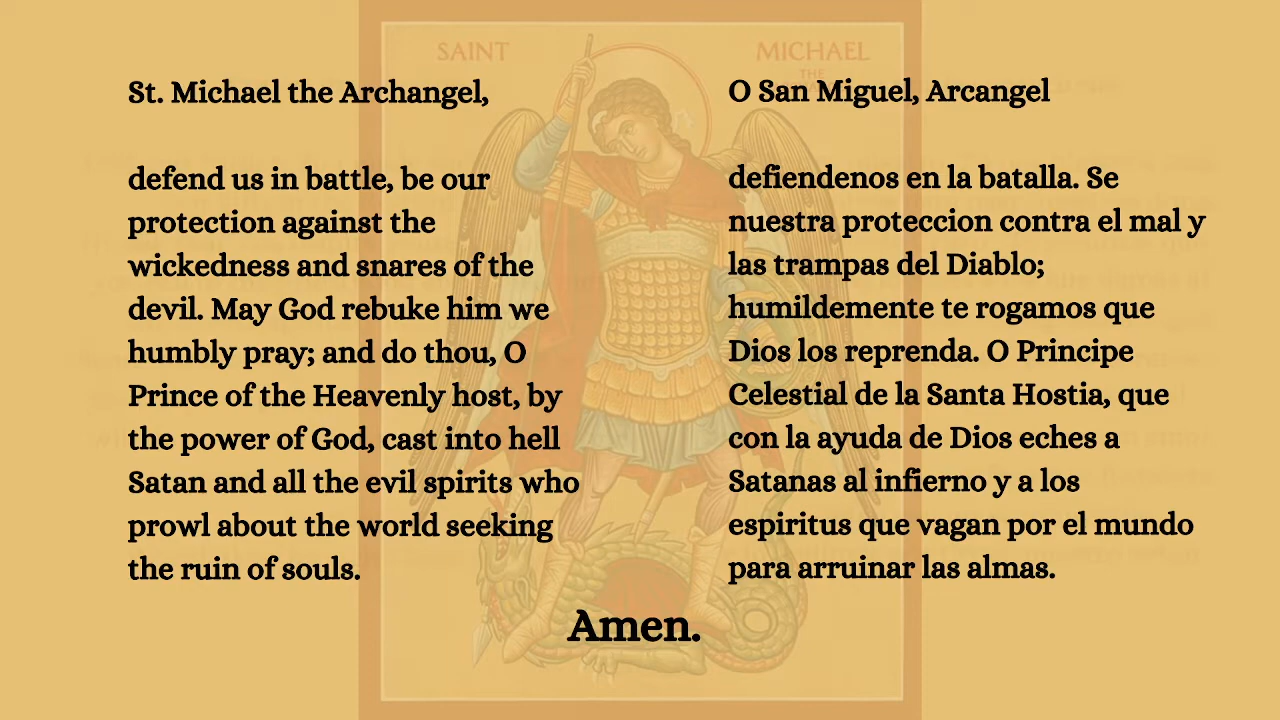 SAINT MICHAEL
THE
St. Michael the Archangel,
defend us in battle, be our
protection against the
wickedness and snares of the
devil. May God rebuke him we
humbly pray; and do thou, O
Prince of the Heavenly host, by
the power of God, cast into hell
Satan and all the evil spirits who
prowl about the world seeking
the ruin of souls.
O San Miguel, Arcangel
defiendenos en la batalla. Se
nuestra proteccion contra el mal y
las trampas del Diablo;
humildemente te rogamos que
Dios los reprenda. O Principe
Celestial de la Santa Hostia, que
con la ayuda de Dios eches a
Satanas al infierno y a los
espiritus que vagan por el mundo
para arruinar las almas.
Amen.